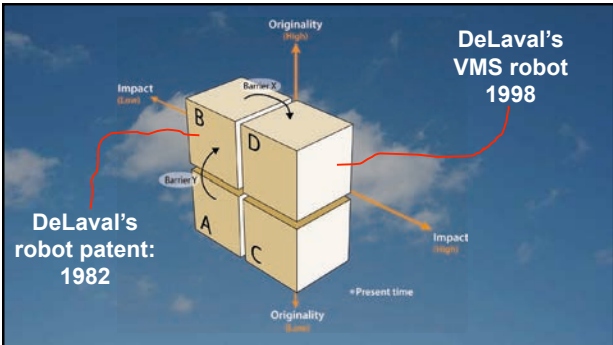 Originality
(High)
DeLaval's
VMS robot
1998
Impact
(Low)
Barrier X
B
D
Barrier Y
DeLaval's
robot patent:
1982
A
C
Impact
(High)
*Present time
Originality
(Low)